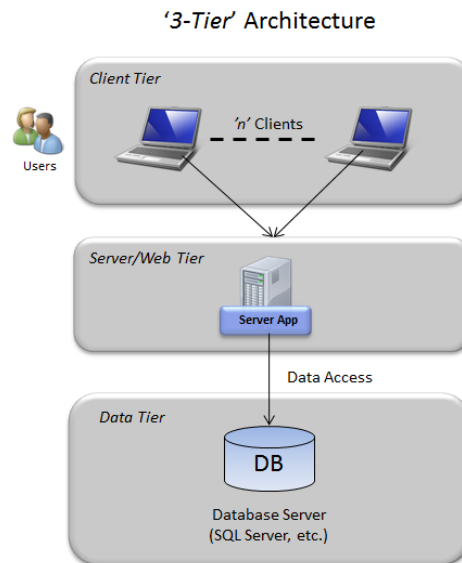 ‘3-Tier’ Architecture
Client Tier
’n’ Clients
Users
Server/Web Tier
Server App
Data Access
Data Tier
DB
Database Server
(SQL Server, etc.)